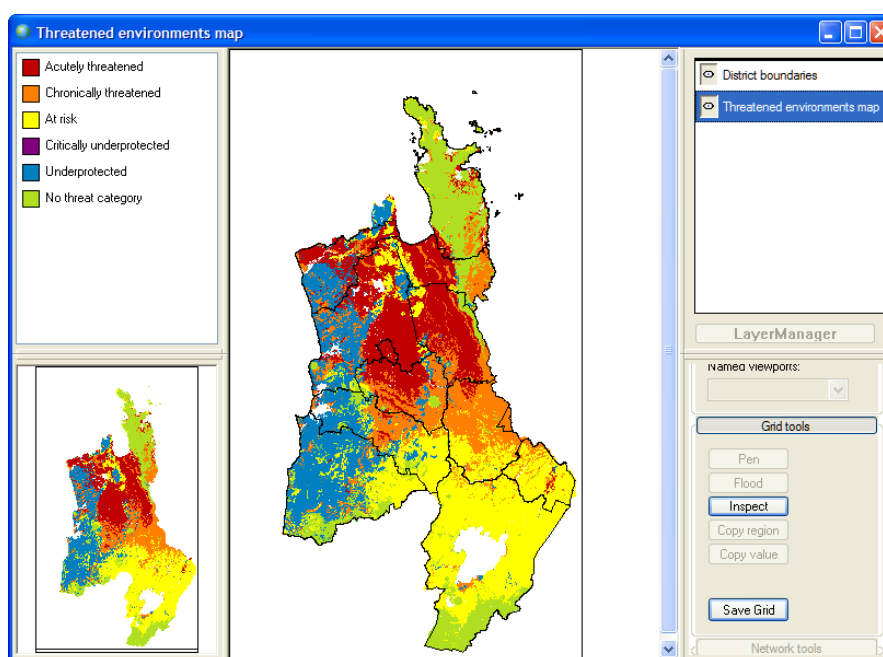 Threatened environments map
Acutely threatened
Chronically threatened
At risk
Critically underprotected
Underprotected
No threat category
District boundaries
Threatened environments map
LayerManager
Named viewports:
Grid tools
Pen
Flood
Inspect
Copy region
Copy value
Save Grid
Network tools